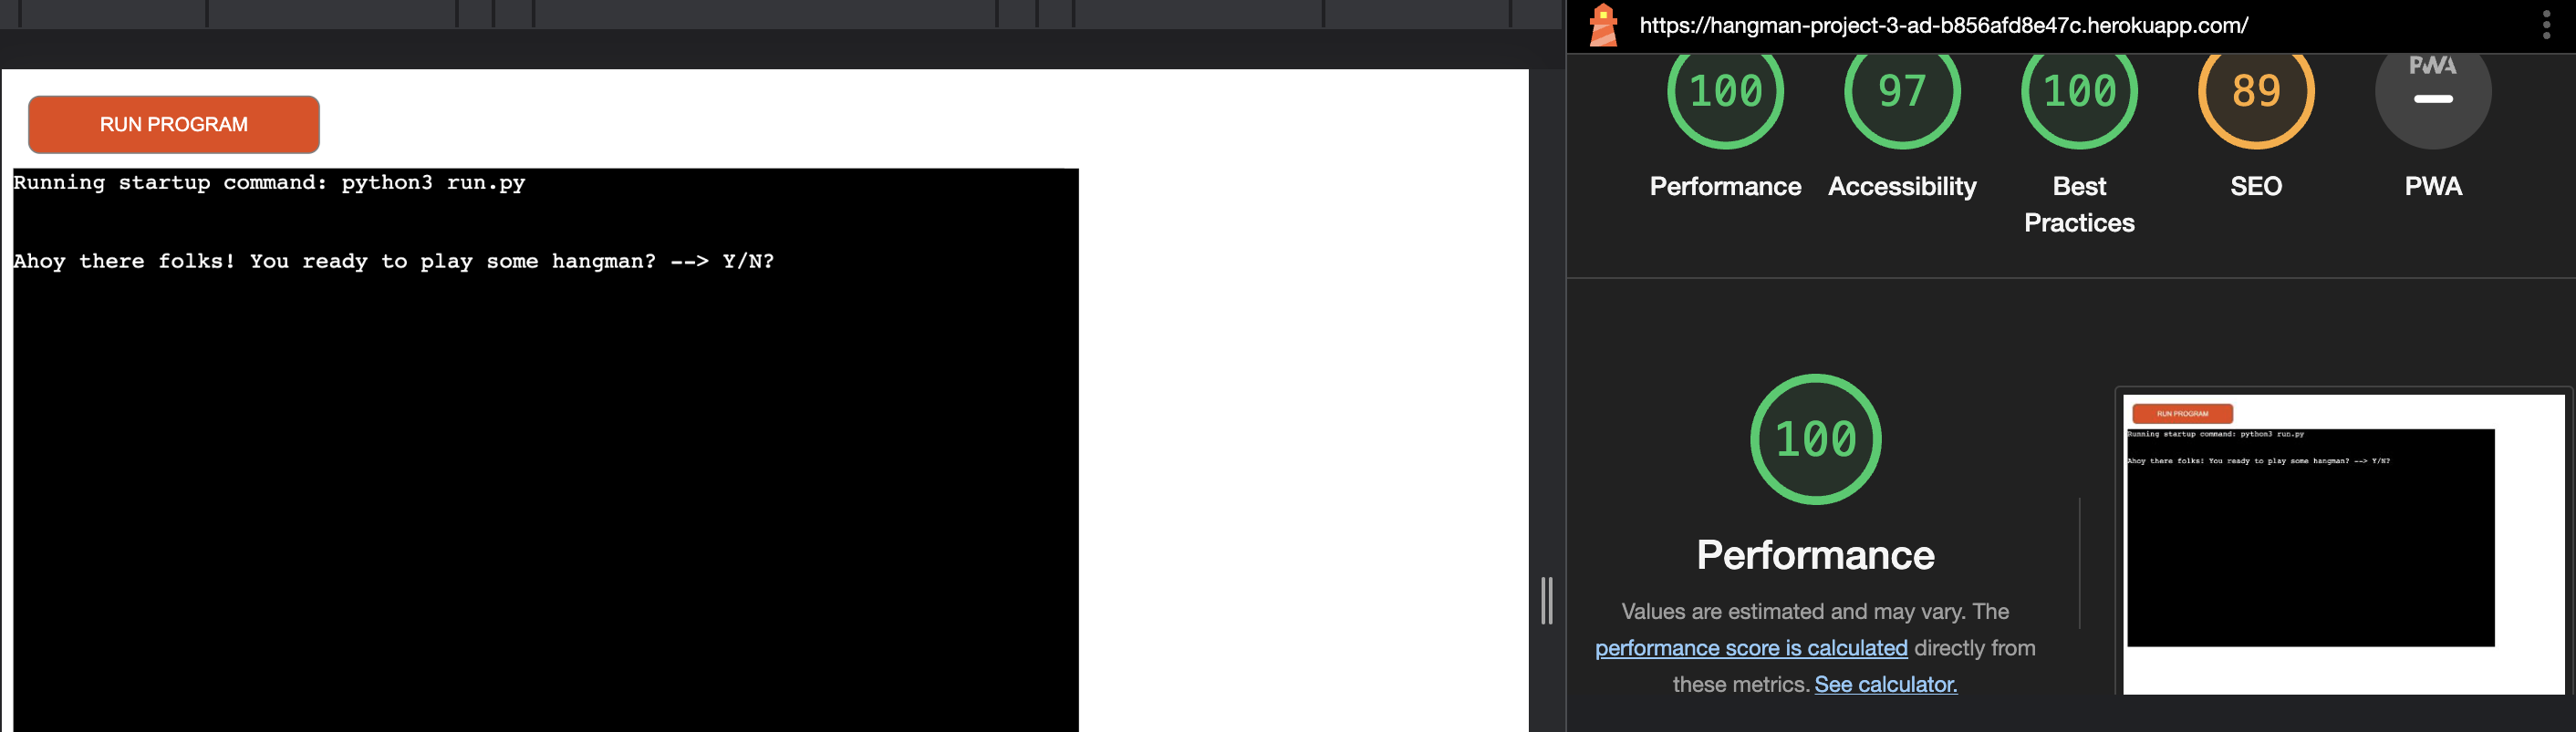 RUN PROGRAM
Running startup command: python3 run.py
Ahoy there folks! You ready to play some hangman? --> Y/N?
https://hangman-project-3-ad-b856afd8e47c.herokuapp.com/
100
97
100
89
PWA
Performance
Accessibility
Best
Practices
SEO
PWA
100
Performance
Values are estimated and may vary. The
performance score is calculated directly from
these metrics. See calculator.
RUN PROGRAM
Running startup command: python3 run.py
Ahoy there folks! You ready to play some hangman? --> Y/N?